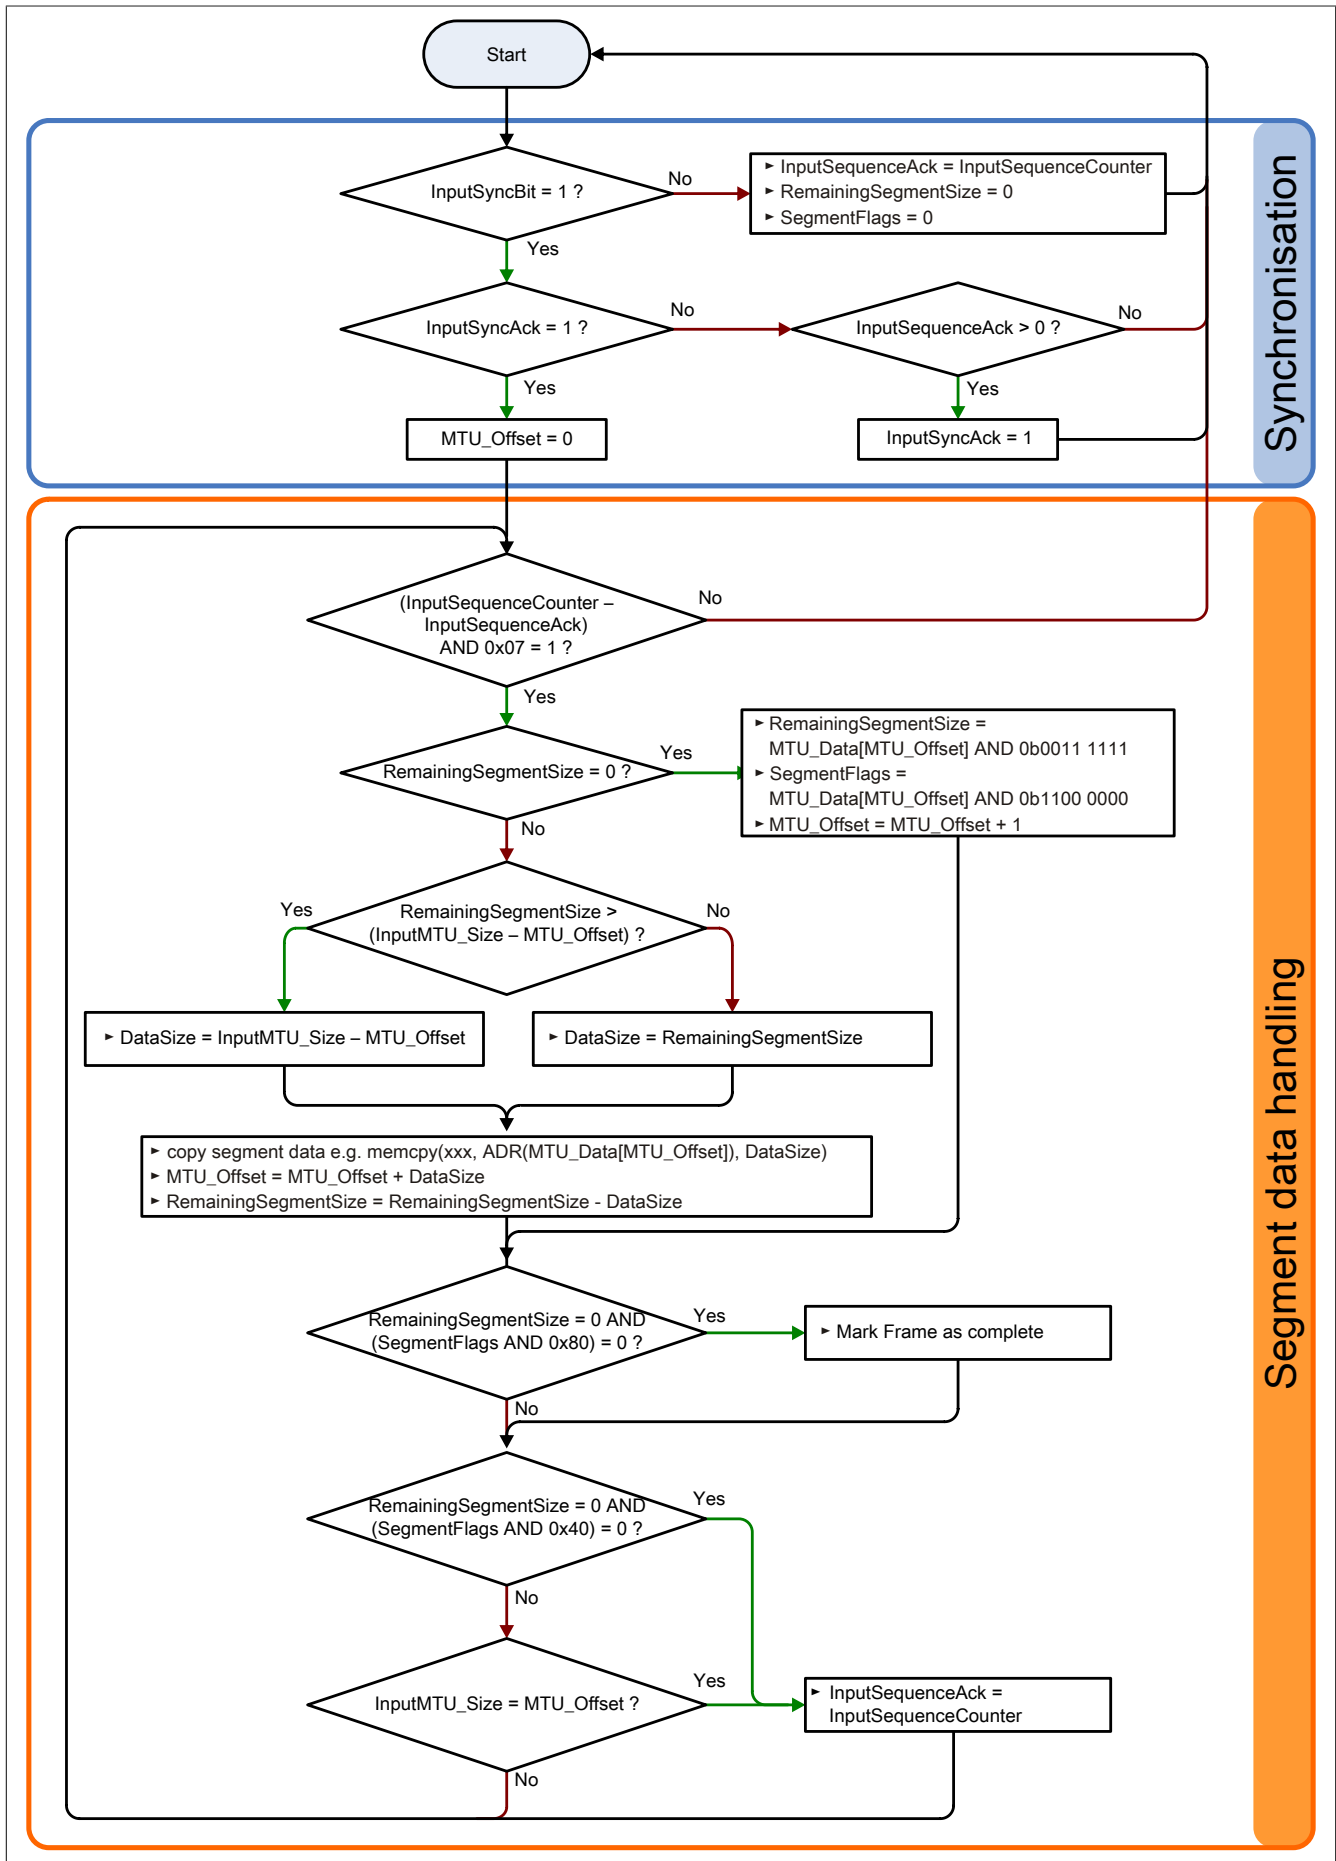 Start
Synchronisation
InputSyncBit = 1 ?
No
► InputSequenceAck = InputSequenceCounter
► RemainingSegmentSize = 0
► SegmentFlags = 0
Yes
InputSyncAck = 1 ?
No
InputSequenceAck > 0 ?
No
Yes
Yes
MTU_Offset = 0
InputSyncAck = 1
Segment data handling
(InputSequenceCounter –
InputSequenceAck)
AND 0x07 = 1 ?
No
Yes
RemainingSegmentSize = 0 ?
Yes
► RemainingSegmentSize =
MTU_Data[MTU_Offset] AND 0b0011 1111
► SegmentFlags =
MTU_Data[MTU_Offset] AND 0b1100 0000
► MTU_Offset = MTU_Offset + 1
No
Yes
RemainingSegmentSize >
(InputMTU_Size – MTU_Offset) ?
No
► DataSize = InputMTU_Size – MTU_Offset
► DataSize = RemainingSegmentSize
► copy segment data e.g. memcpy(xxx, ADR(MTU_Data[MTU_Offset]), DataSize)
► MTU_Offset = MTU_Offset + DataSize
► RemainingSegmentSize = RemainingSegmentSize - DataSize
RemainingSegmentSize = 0 AND
(SegmentFlags AND 0x80) = 0 ?
Yes
► Mark Frame as complete
No
RemainingSegmentSize = 0 AND
(SegmentFlags AND 0x40) = 0 ?
Yes
No
InputMTU_Size = MTU_Offset ?
Yes
► InputSequenceAck =
InputSequenceCounter
No